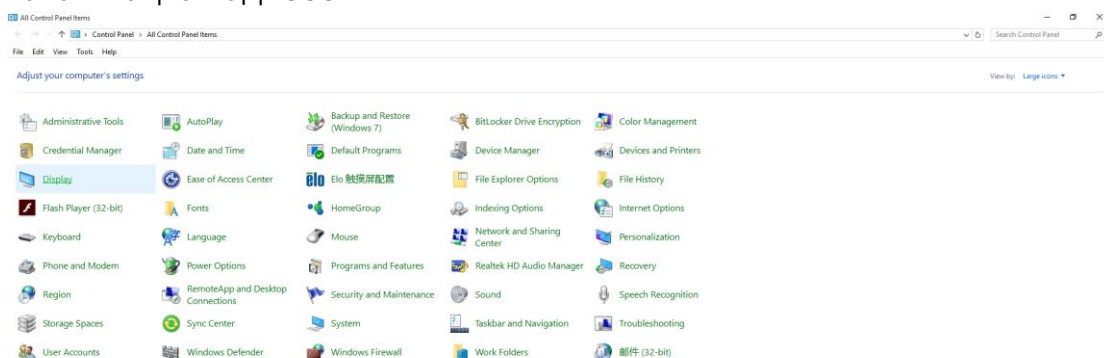 All Control Panel Items
Control Panel › All Control Panel Items
Search Control Panel
File Edit View Tools Help
Adjust your computer's settings
View by: Large icons
Administrative Tools
AutoPlay
Backup and Restore
(Windows 7)
BitLocker Drive Encryption
Color Management
Credential Manager
Date and Time
Default Programs
Device Manager
Devices and Printers
Display
Ease of Access Center
elo Elo 触摸屏配置
File Explorer Options
File History
Flash Player (32-bit)
Fonts
HomeGroup
Indexing Options
Internet Options
Keyboard
Language
Mouse
Network and Sharing
Center
Personalization
Phone and Modem
Power Options
Programs and Features
Realtek HD Audio Manager
Recovery
Region
RemoteApp and Desktop
Connections
Security and Maintenance
Sound
Speech Recognition
Storage Spaces
Sync Center
System
Taskbar and Navigation
Troubleshooting
User Accounts
Windows Defender
Windows Firewall
Work Folders
邮件 (32-bit)